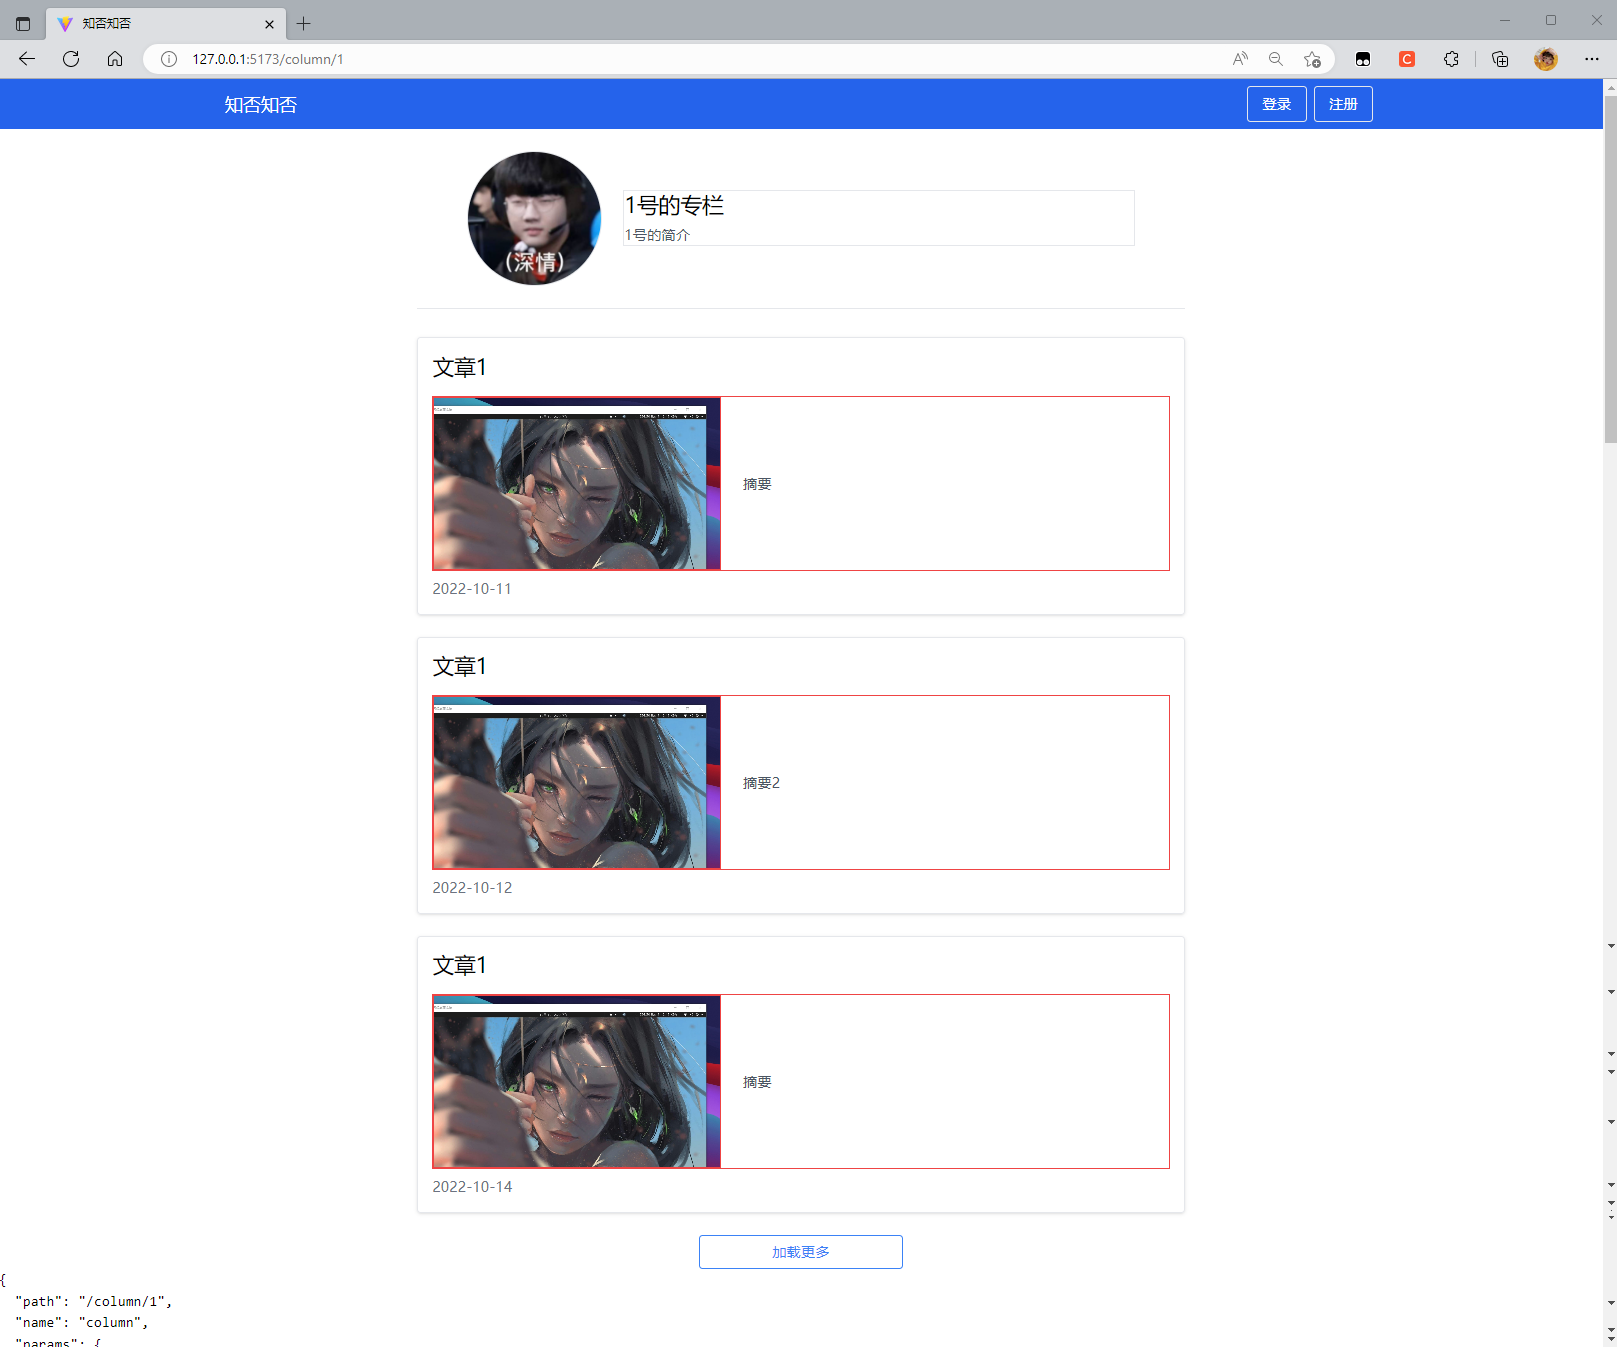 知否知否
127.0.0.1:5173/column/1
知否知否
登录
注册
(深情)
1号的专栏
1号的简介
文章1
摘要
2022-10-11
文章1
摘要2
2022-10-12
文章1
摘要
2022-10-14
加载更多
{
"path": "/column/1",
"name": "column",
"params": {